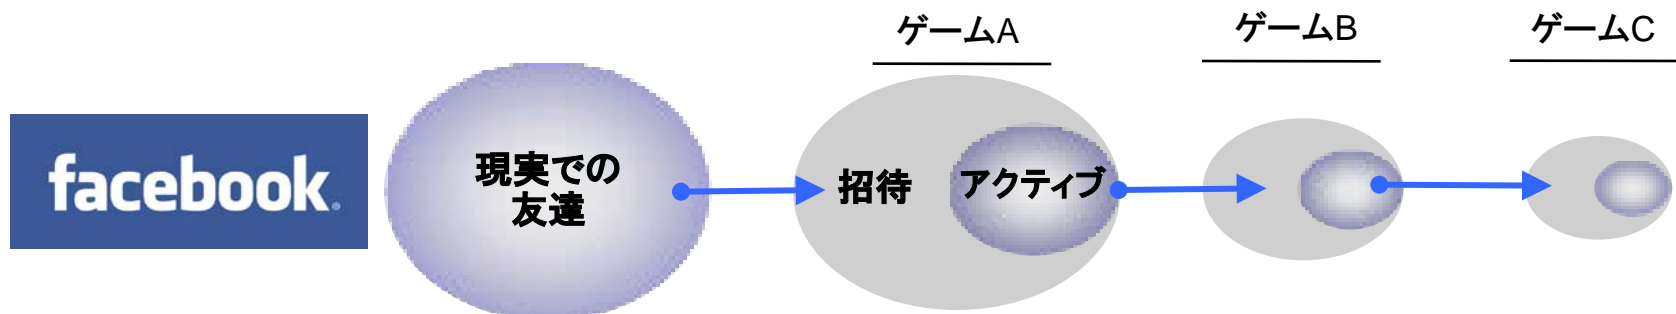 ゲームA
ゲームB
ゲームC
facebook.
現実での
友達
招待
アクティブ